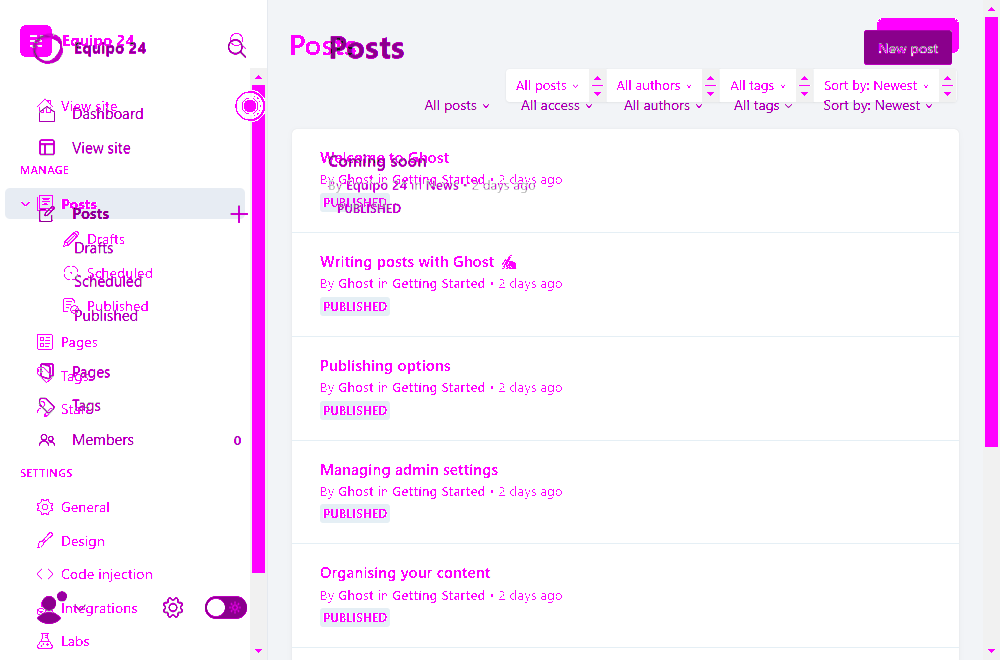 Equipo 24
Equipo 24
View site
Dashboard
View site
MANAGE
Posts
Posts
Drafts
Drafts
Scheduled
Scheduled
Published
Published
Pages
Pages
Tags
Tags
Staff
Members 0
SETTINGS
General
Design
Code injection
Integrations
Labs
Posts
Posts
New post
All posts All authors All tags Sort by: Newest
All posts All access All authors All tags Sort by: Newest
Welcome to Ghost
Coming soon
By Ghost in Getting Started • 2 days ago
By Equipo 24 in News • 2 days ago
PUBLISHED
PUBLISHED
Writing posts with Ghost ✍
By Ghost in Getting Started • 2 days ago
PUBLISHED
Publishing options
By Ghost in Getting Started • 2 days ago
PUBLISHED
Managing admin settings
By Ghost in Getting Started • 2 days ago
PUBLISHED
Organising your content
By Ghost in Getting Started • 2 days ago
PUBLISHED